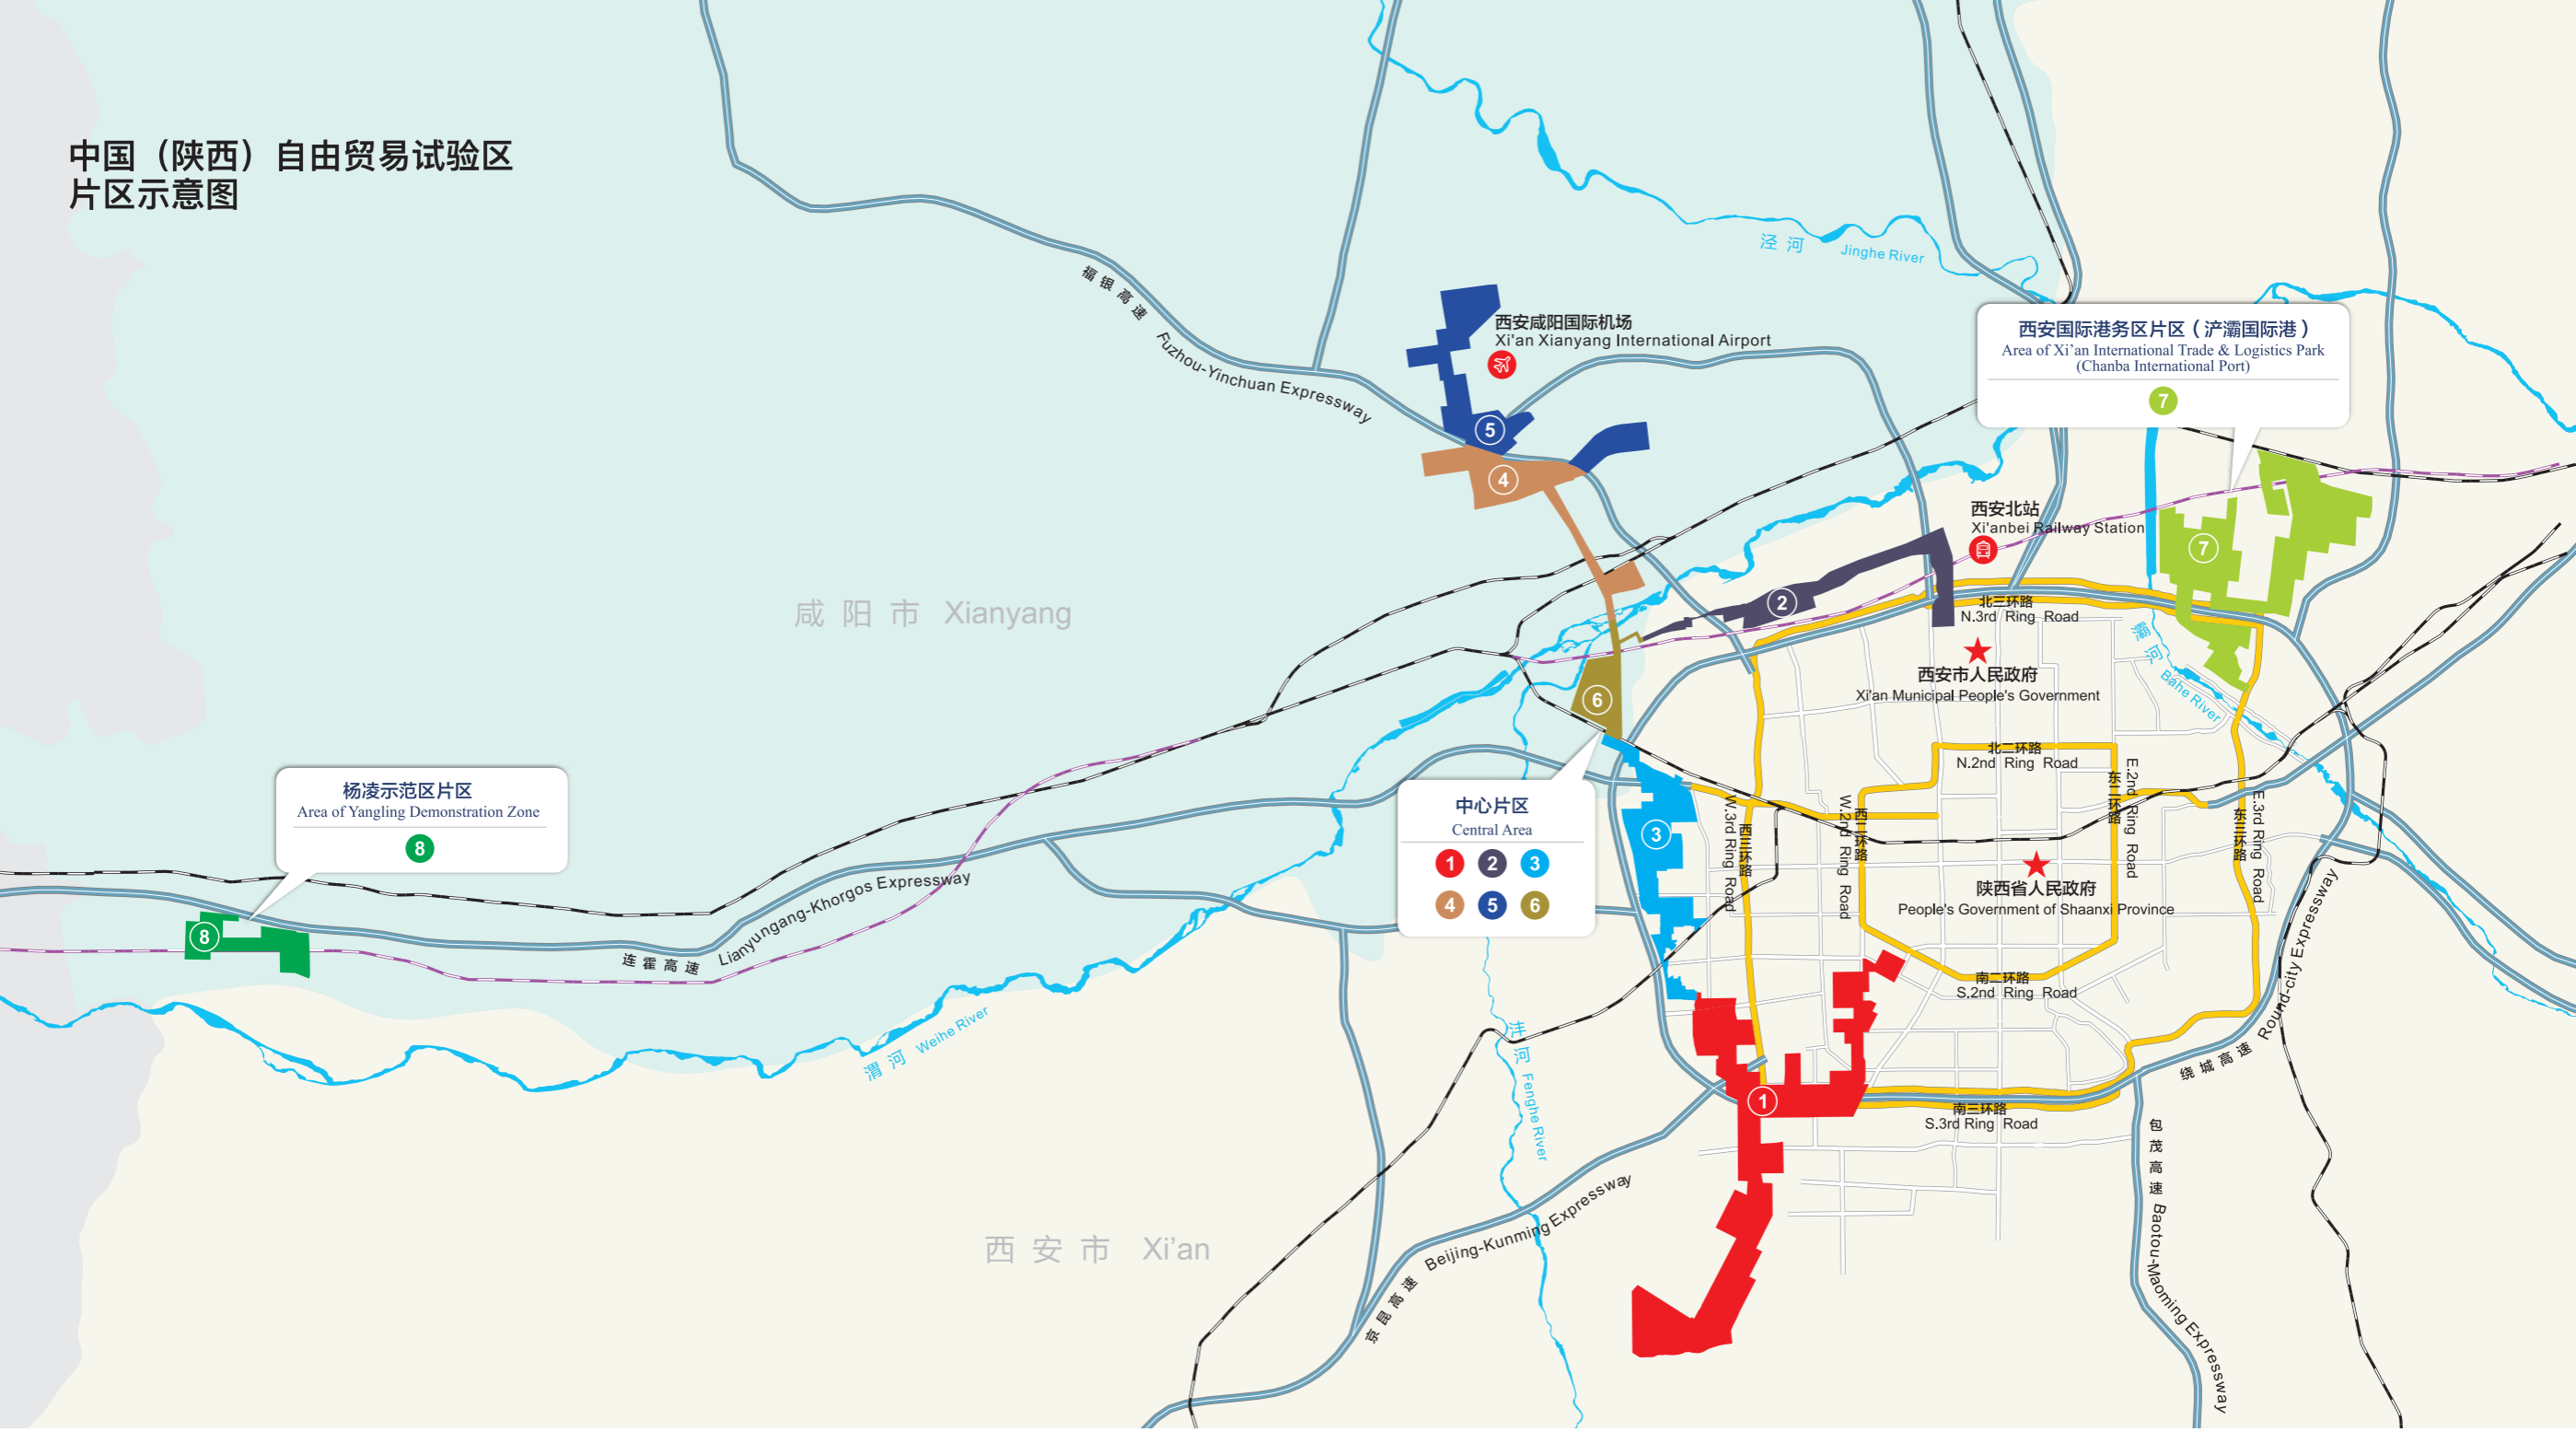 中国（陕西）自由贸易试验区
片区示意图
福银高速 Fuzhou-Yinchuan Expressway
泾河 Jinghe River
西安咸阳国际机场
Xi'an Xianyang International Airport
西安国际港务区片区（浐灞国际港）
Area of Xi'an International Trade & Logistics Park
(Chanba International Port)
7
5
4
西安北站
Xi'anbei Railway Station
7
2
北三环路
N.3rd Ring Road
咸阳市 Xianyang
灞河 Bahe River
西安市人民政府
Xi'an Municipal People's Government
6
北二环路
N.2nd Ring Road
杨凌示范区片区
Area of Yangling Demonstration Zone
8
中心片区
Central Area
1 2 3
4 5 6
3
西三环路
W.3rd Ring Road
西二环路
W.2nd Ring Road
东二环路
E.2nd Ring Road
东三环路
E.3rd Ring Road
陕西省人民政府
People's Government of Shaanxi Province
8
连霍高速 Lianyungang-Khorgos Expressway
南二环路
S.2nd Ring Road
渭河 Weihe River
沣河 Fenghe River
绕城高速 Round-city Expressway
1
南三环路
S.3rd Ring Road
西安市 Xi'an
京昆高速 Beijing-Kunming Expressway
包茂高速 Baotou-Maoming Expressway